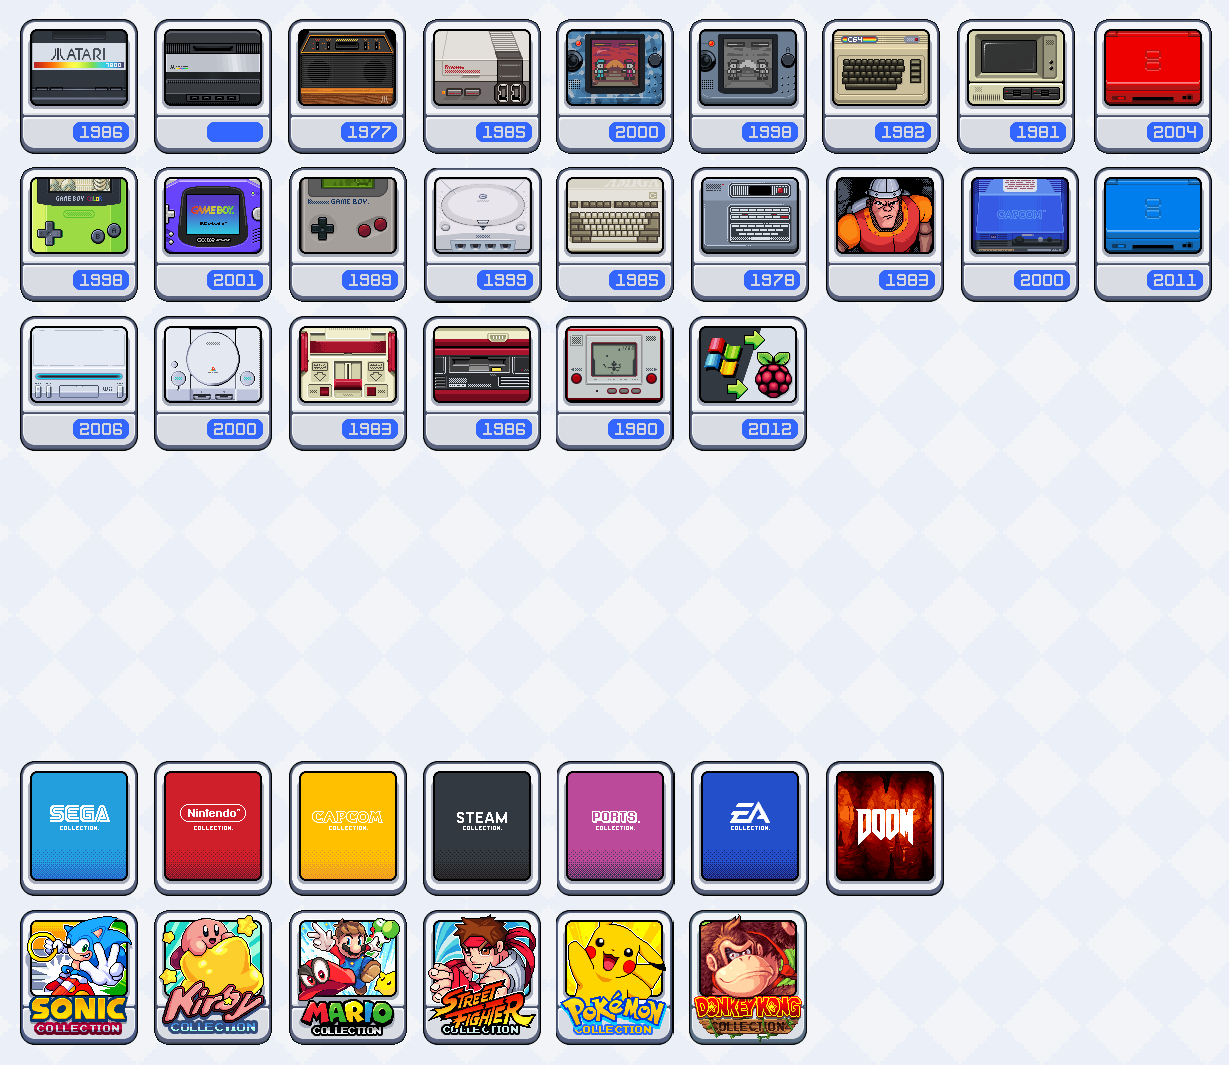 ATARI
7800
1986
1977
1985
2000
1998
C64
1982
1981
2004
GAME BOY COLOR
1998
GAME BOY.
2001
GAME BOY.
1989
1999
1985
1978
1983
CAPCOM
2000
2011
Wii
2006
2000
1983
1986
1980
2012
SEGA
COLLECTION.
Nintendo
COLLECTION.
CAPCOM
COLLECTION.
STEAM
COLLECTION.
PORTS.
COLLECTION.
EA
COLLECTION.
DOOM
SONIC
COLLECTION
Kirby
COLLECTION
MARIO
COLLECTION
STREET
FIGHTER
COLLECTION
POKéMON
COLLECTION
DONKEY KONG
COLLECTION